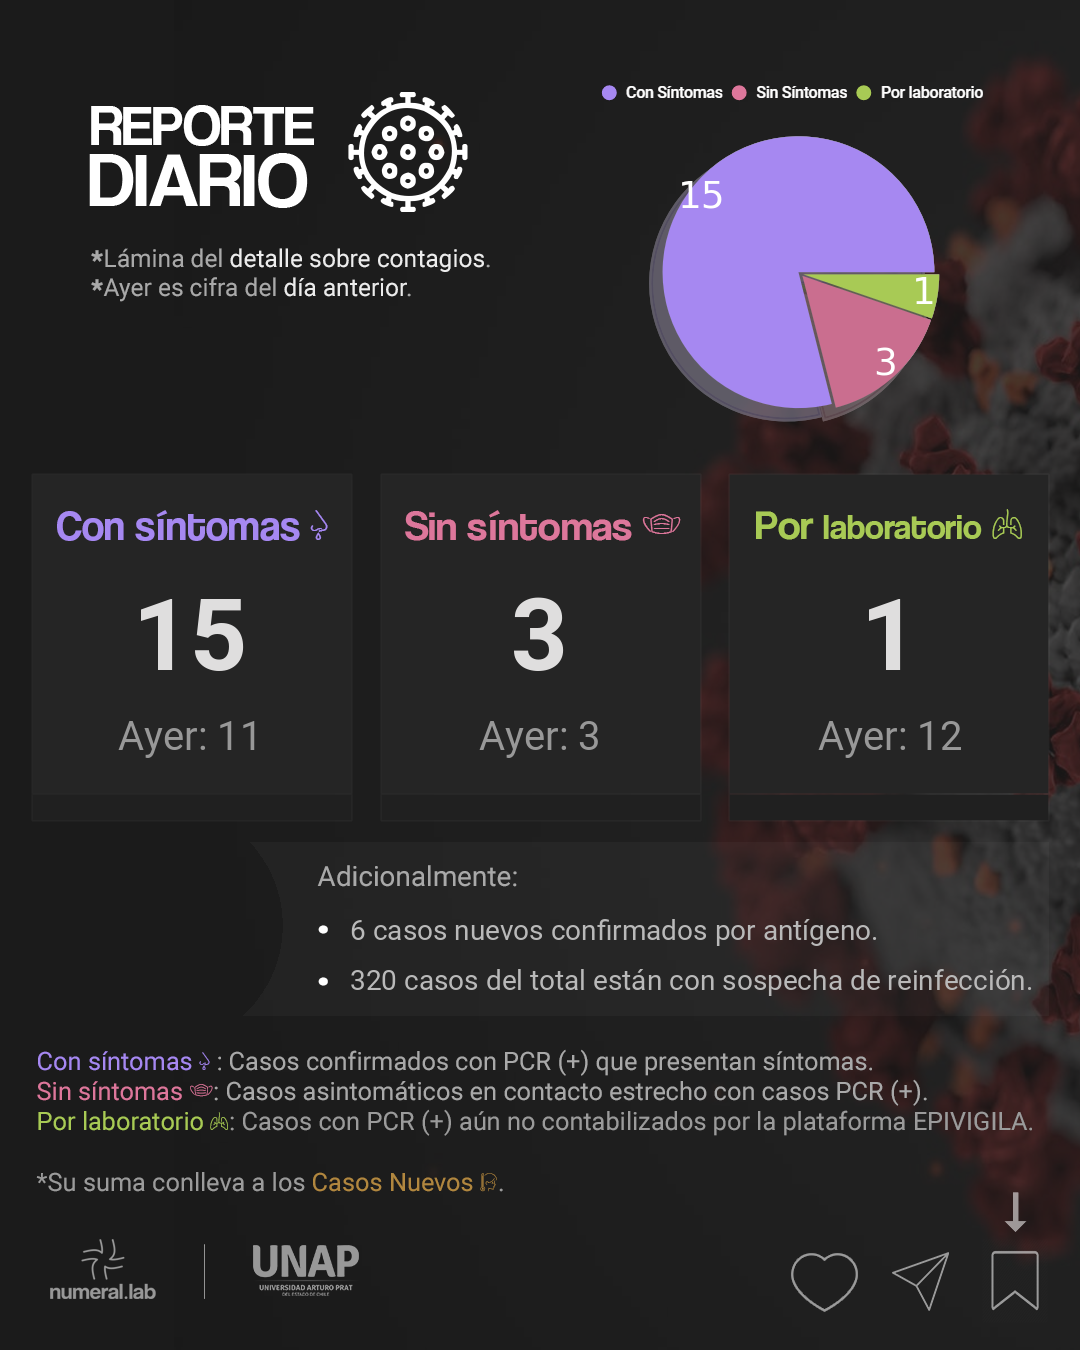 REPORTE
DIARIO
*Lámina del detalle sobre contagios.
*Ayer es cifra del día anterior.
Con Síntomas Sin Síntomas Por laboratorio
15
1
3
Con síntomas
15
Ayer: 11
Sin síntomas
3
Ayer: 3
Por laboratorio
1
Ayer: 12
Adicionalmente:
• 6 casos nuevos confirmados por antígeno.
• 320 casos del total están con sospecha de reinfección.
Con síntomas : Casos confirmados con PCR (+) que presentan síntomas.
Sin síntomas : Casos asintomáticos en contacto estrecho con casos PCR (+).
Por laboratorio : Casos con PCR (+) aún no contabilizados por la plataforma EPIVIGILA.
*Su suma conlleva a los Casos Nuevos .
numeral.lab
UNAP
UNIVERSIDAD ARTURO PRAT
DEL ESTADO DE CHILE